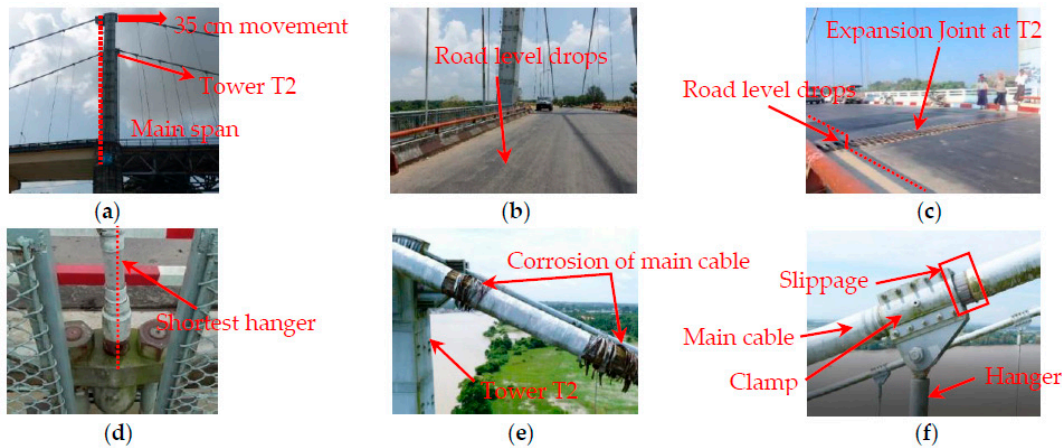 35 cm movement
Tower T2
Main span
(a)
Road level drops
(b)
Expansion Joint at T2
Road level drops
(c)
Shortest hanger
(d)
Corrosion of main cable
Tower T2
(e)
Slippage
Main cable
Clamp
Hanger
(f)